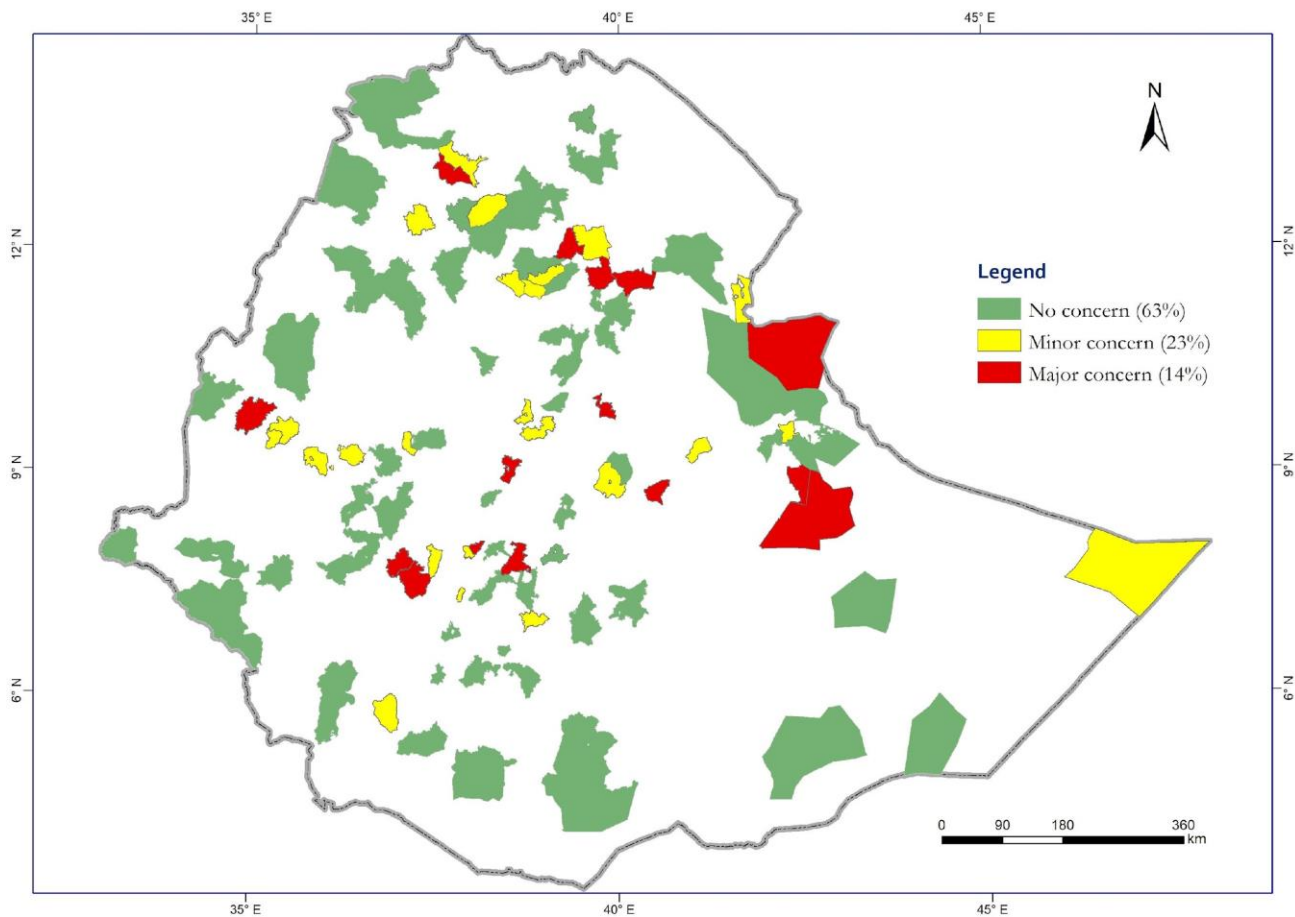 35° E 40° E 45° E
N
12° N 12° N
Legend
No concern (63%)
Minor concern (23%)
Major concern (14%)
9° N 9° N
6° N 6° N
0 90 180 360
km
35° E 40° E 45° E